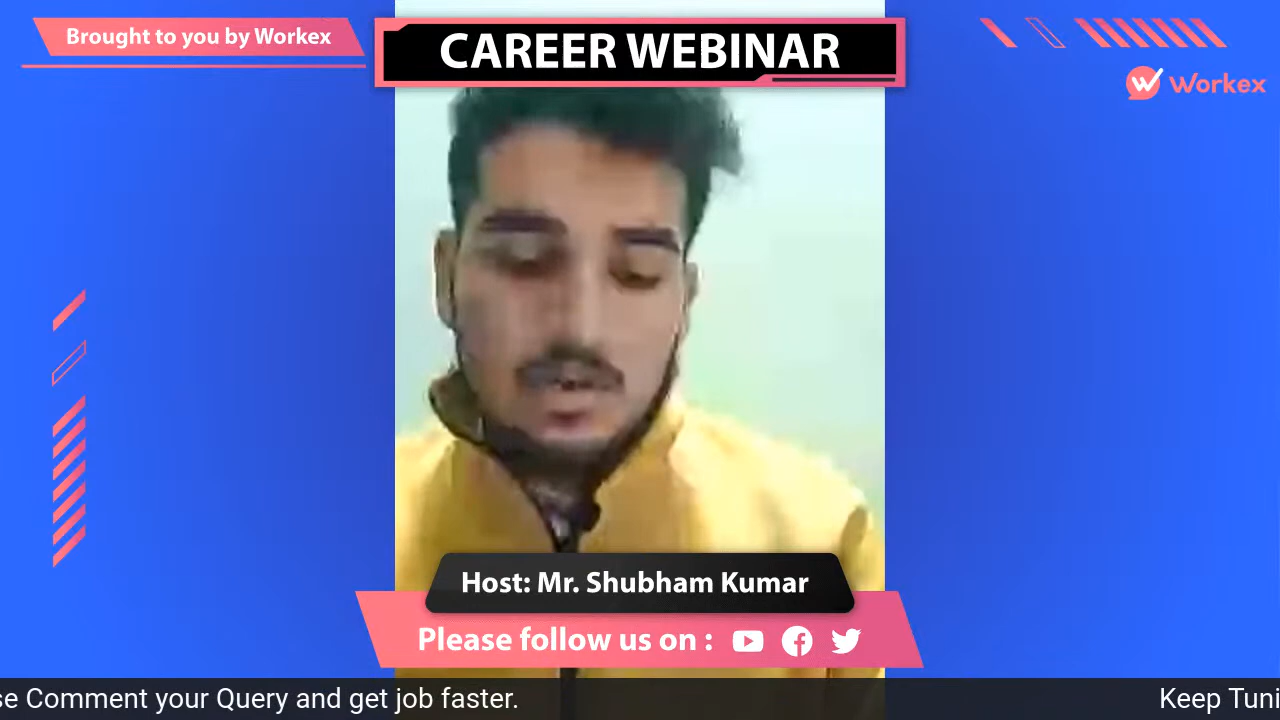 Brought to you by Workex
CAREER WEBINAR
Workex
Host: Mr. Shubham Kumar
Please follow us on :
Comment your Query and get job faster.
Keep